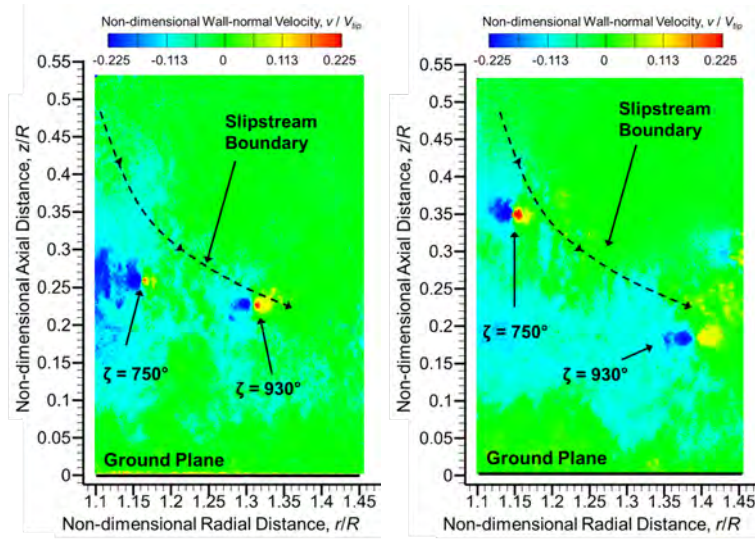 Non-dimensional Wall-normal Velocity, v / Vtip
-0.225 -0.113 0 0.113 0.225
Non-dimensional Axial Distance, z/R
0.55
0.5
0.45
0.4
0.35
0.3
0.25
0.2
0.15
0.1
0.05
0
Slipstream
Boundary
ζ = 750°
ζ = 930°
Ground Plane
1.1 1.15 1.2 1.25 1.3 1.35 1.4 1.45
Non-dimensional Radial Distance, r/R
Non-dimensional Wall-normal Velocity, v / Vtip
-0.225 -0.113 0 0.113 0.225
Non-dimensional Axial Distance, z/R
0.55
0.5
0.45
0.4
0.35
0.3
0.25
0.2
0.15
0.1
0.05
0
Slipstream
Boundary
ζ = 750°
ζ = 930°
Ground Plane
1.1 1.15 1.2 1.25 1.3 1.35 1.4 1.45
Non-dimensional Radial Distance, r/R